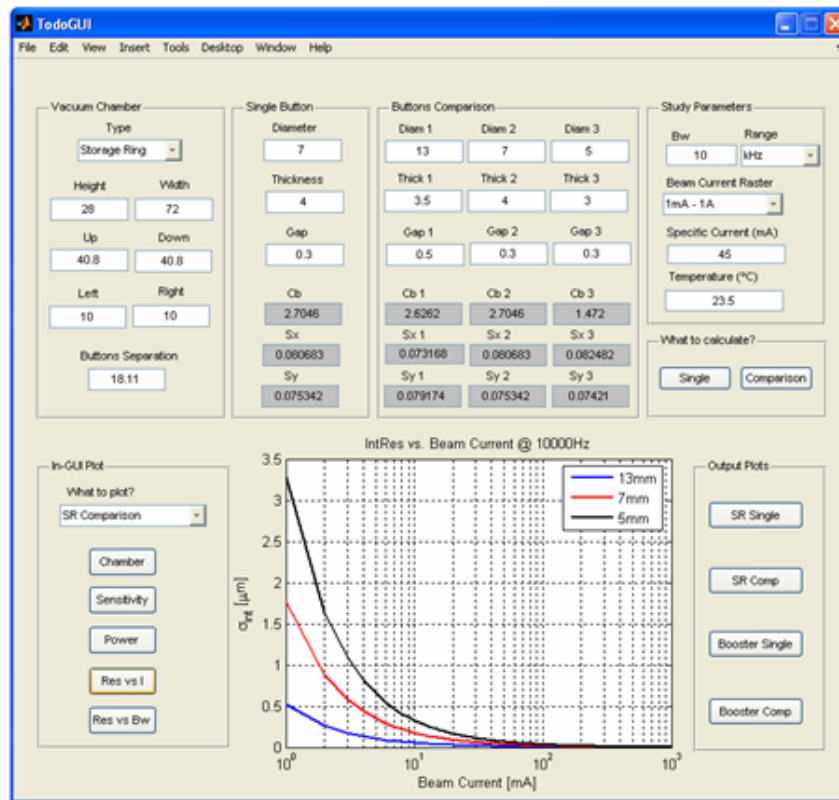 TodoGUI
File Edit View Insert Tools Desktop Window Help
Vacuum Chamber
Type
Storage Ring
Height Width
28 72
Up Down
40.8 40.8
Left Right
10 10
Buttons Separation
18.11
Single Button
Diameter
7
Thickness
4
Gap
0.3
Cb
2.7046
Sx
0.080683
Sy
0.075342
Buttons Comparison
Diam 1 Diam 2 Diam 3
13 7 5
Thick 1 Thick 2 Thick 3
3.5 4 3
Gap 1 Gap 2 Gap 3
0.5 0.3 0.3
Cb 1 Cb 2 Cb 3
2.6262 2.7046 1.472
Sx 1 Sx 2 Sx 3
0.073168 0.080683 0.082482
Sy 1 Sy 2 Sy 3
0.079174 0.075342 0.07421
Study Parameters
Bw Range
10 kHz
Beam Current Raster
1mA - 1A
Specific Current (mA)
45
Temperature (ºC)
23.5
What to calculate?
Single Comparison
In-GUI Plot
What to plot?
SR Comparison
Chamber
Sensitivity
Power
Res vs I
Res vs Bw
IntRes vs. Beam Current @ 10000Hz
13mm
7mm
5mm
σint [μm]
3.5
3
2.5
2
1.5
1
0.5
0
10⁰ 10¹ 10² 10³
Beam Current [mA]
Output Plots
SR Single
SR Comp
Booster Single
Booster Comp